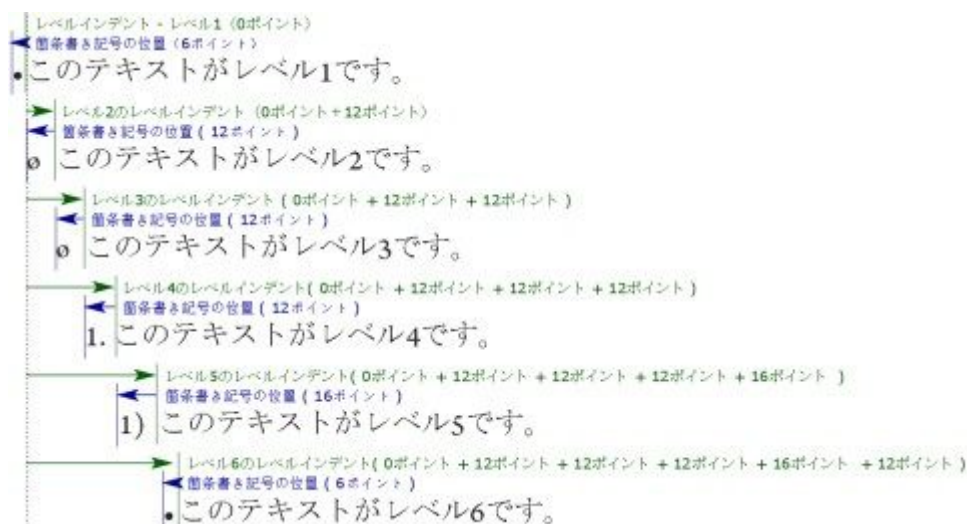 レベルインデント - レベル1（0ポイント）
箇条書き記号の位置（6ポイント）
•このテキストがレベル1です。
レベル2のレベルインデント（0ポイント+12ポイント）
箇条書き記号の位置 ( 12ポイント )
ø このテキストがレベル2です。
レベル3のレベルインデント ( 0ポイント + 12ポイント + 12ポイント )
箇条書き記号の位置 ( 12ポイント )
ø このテキストがレベル3です。
レベル4のレベルインデント( 0ポイント + 12ポイント + 12ポイント + 12ポイント )
箇条書き記号の位置 ( 12ポイント )
1. このテキストがレベル4です。
レベル5のレベルインデント( 0ポイント + 12ポイント + 12ポイント + 12ポイント + 16ポイント )
箇条書き記号の位置 ( 16ポイント )
1) このテキストがレベル5です。
レベル6のレベルインデント( 0ポイント + 12ポイント + 12ポイント + 12ポイント + 16ポイント + 12ポイント )
箇条書き記号の位置 ( 6ポイント )
•このテキストがレベル6です。